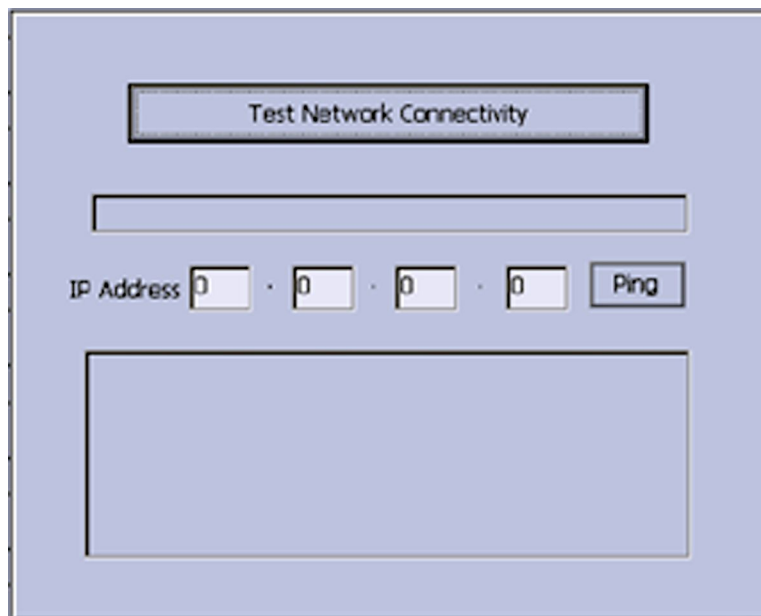 Test Network Connectivity
IP Address 0 . 0 . 0 . 0 Ping